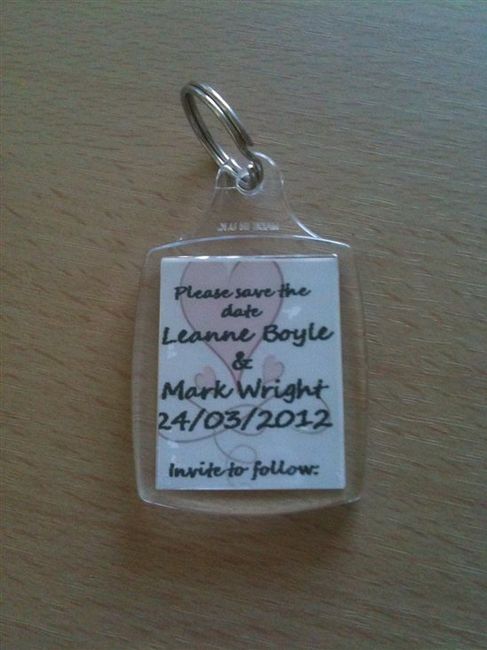 Please save the
date
Leanne Boyle
&
Mark Wright
24/03/2012
Invite to follow: